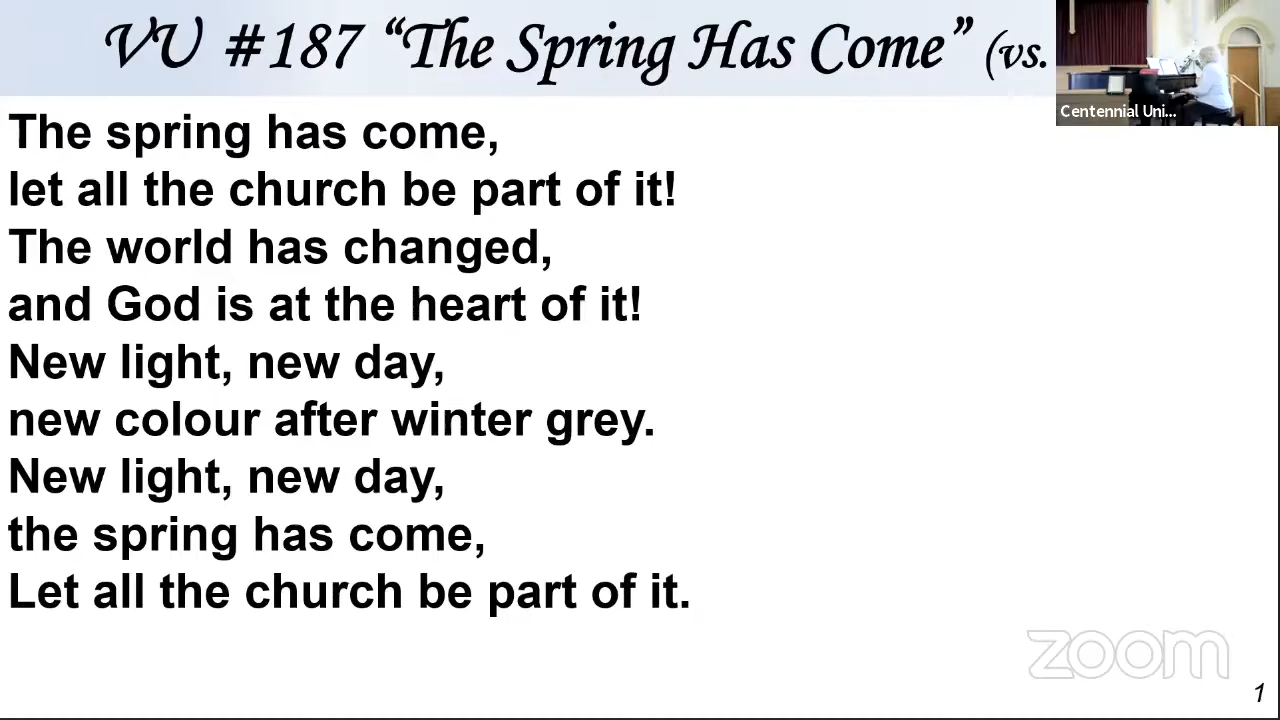 VU #187 “The Spring Has Come” (vs.
Centennial Uni...
The spring has come,
let all the church be part of it!
The world has changed,
and God is at the heart of it!
New light, new day,
new colour after winter grey.
New light, new day,
the spring has come,
Let all the church be part of it.
zoom
1